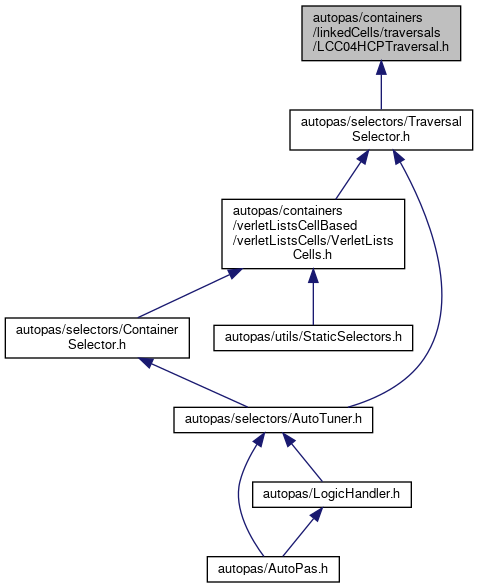 autopas/containers
/linkedCells/traversals
/LCC04HCPTraversal.h
autopas/selectors/Traversal
Selector.h
autopas/containers
/verletListsCellBased
/verletListsCells/VerletLists
Cells.h
autopas/selectors/Container
Selector.h
autopas/utils/StaticSelectors.h
autopas/selectors/AutoTuner.h
autopas/LogicHandler.h
autopas/AutoPas.h